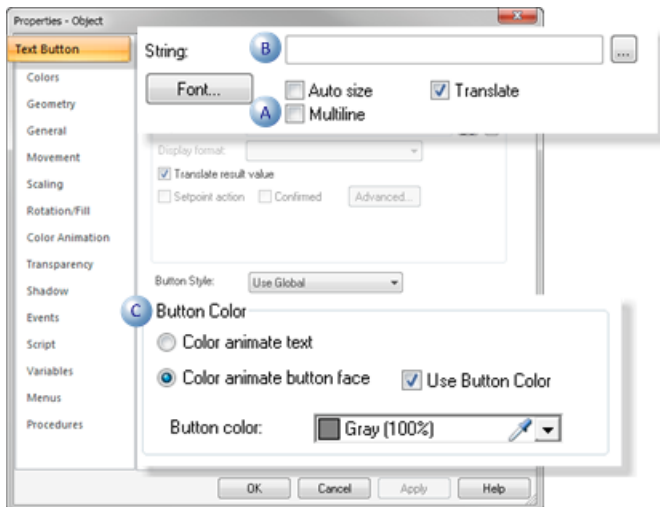 Properties - Object
Text Button
Colors
Geometry
General
Movement
Scaling
Rotation/Fill
Color Animation
Transparency
Shadow
Events
Script
Variables
Menus
Procedures
String: B ...
Font... Auto size Translate
A Multiline
Display format:
Translate result value
Setpoint action Confirmed Advanced...
Button Style: Use Global
C Button Color
Color animate text
Color animate button face Use Button Color
Button color: Gray (100%)
OK Cancel Apply Help